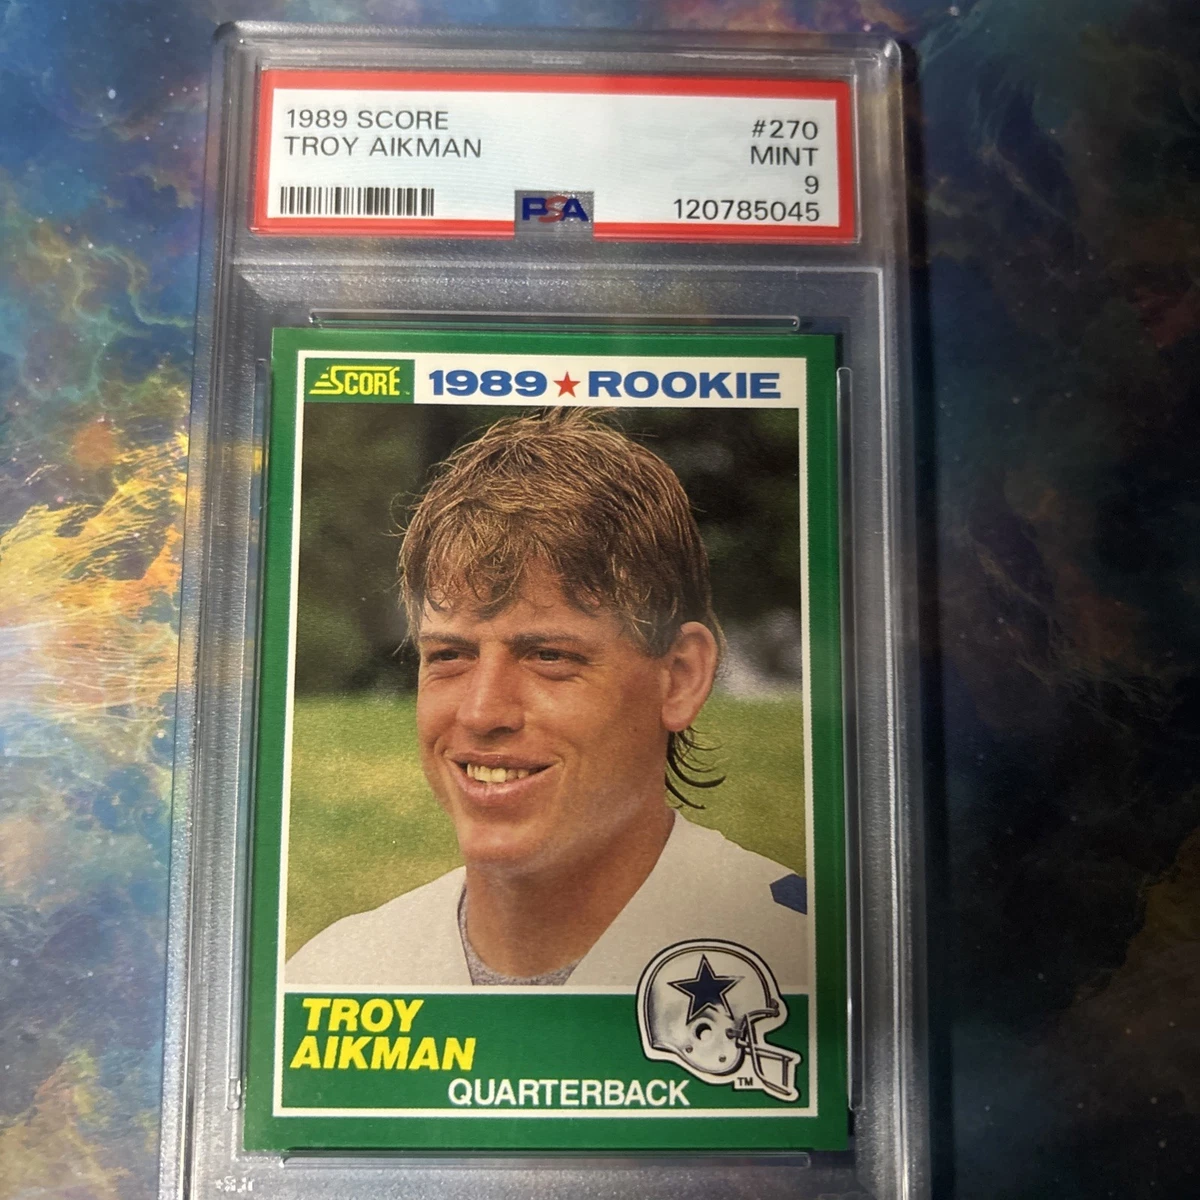 1989 SCORE #270
TROY AIKMAN MINT
9
PSA 120785045
SCORE 1989 ROOKIE
TROY
AIKMAN
QUARTERBACK
TM